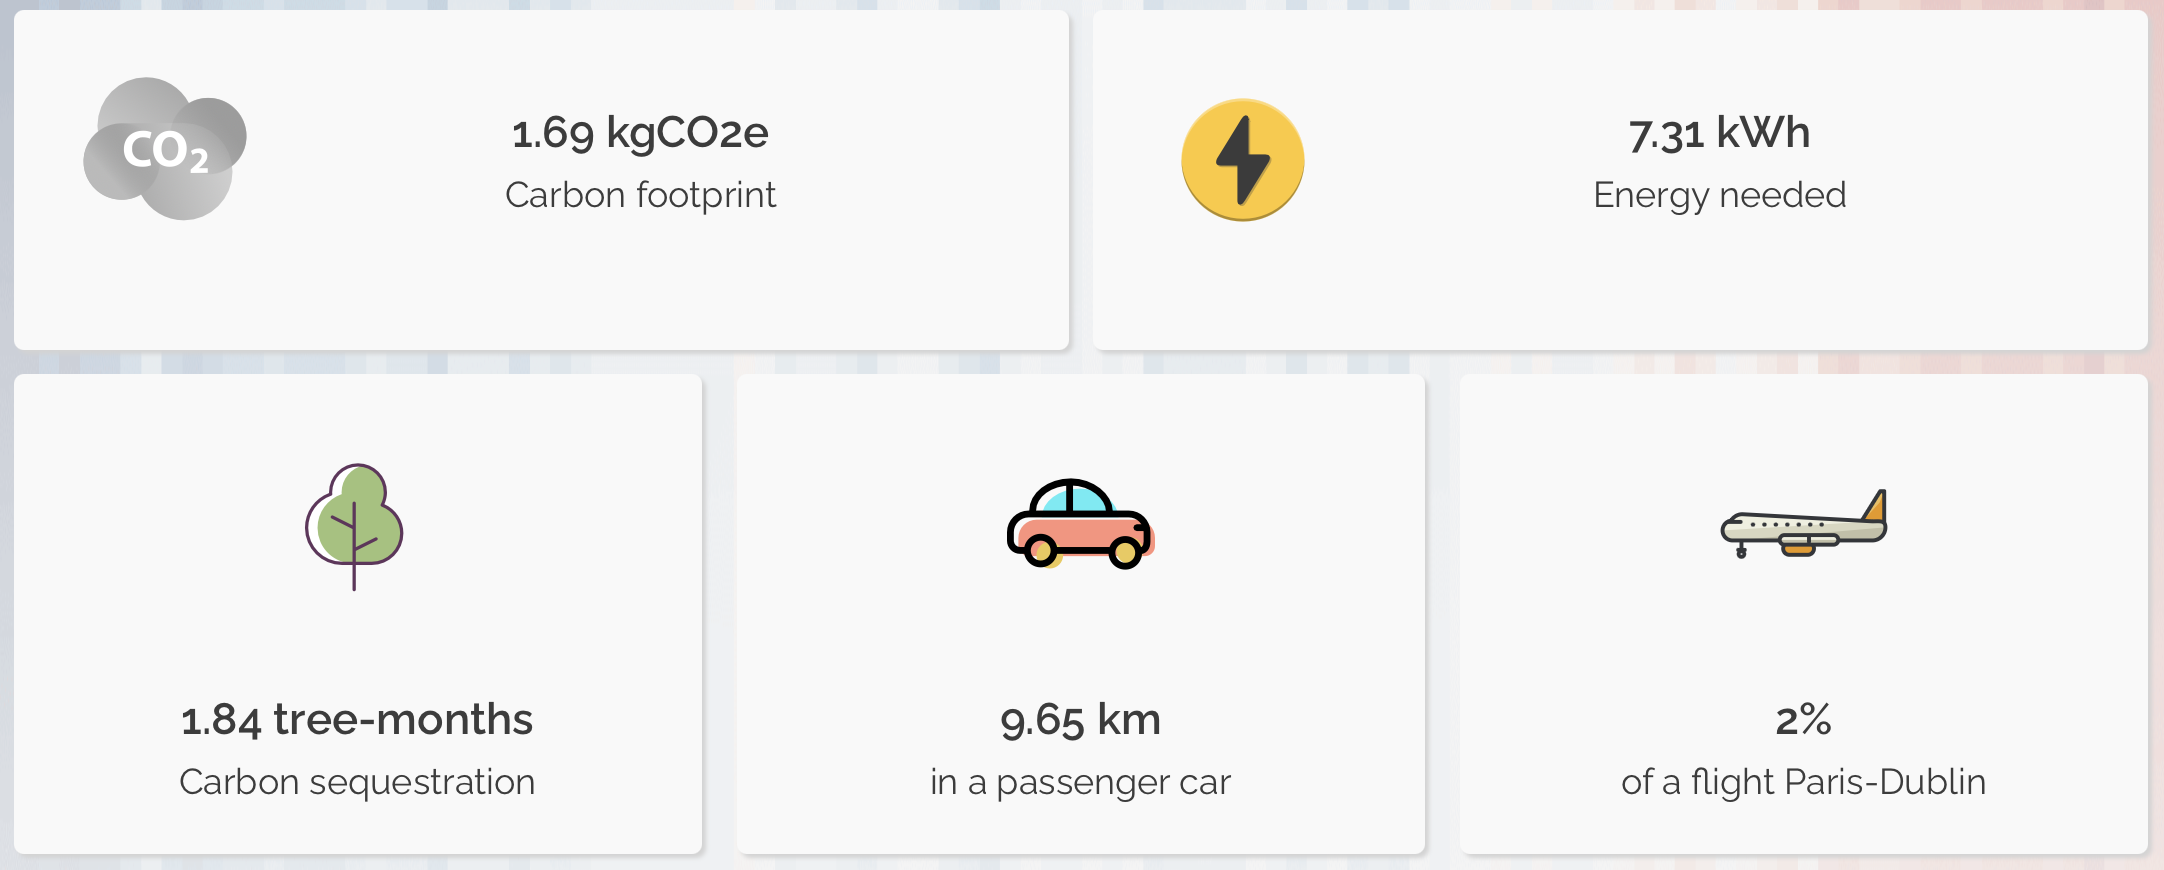 CO₂
1.69 kgCO2e
Carbon footprint
7.31 kWh
Energy needed
1.84 tree-months
Carbon sequestration
9.65 km
in a passenger car
2%
of a flight Paris-Dublin